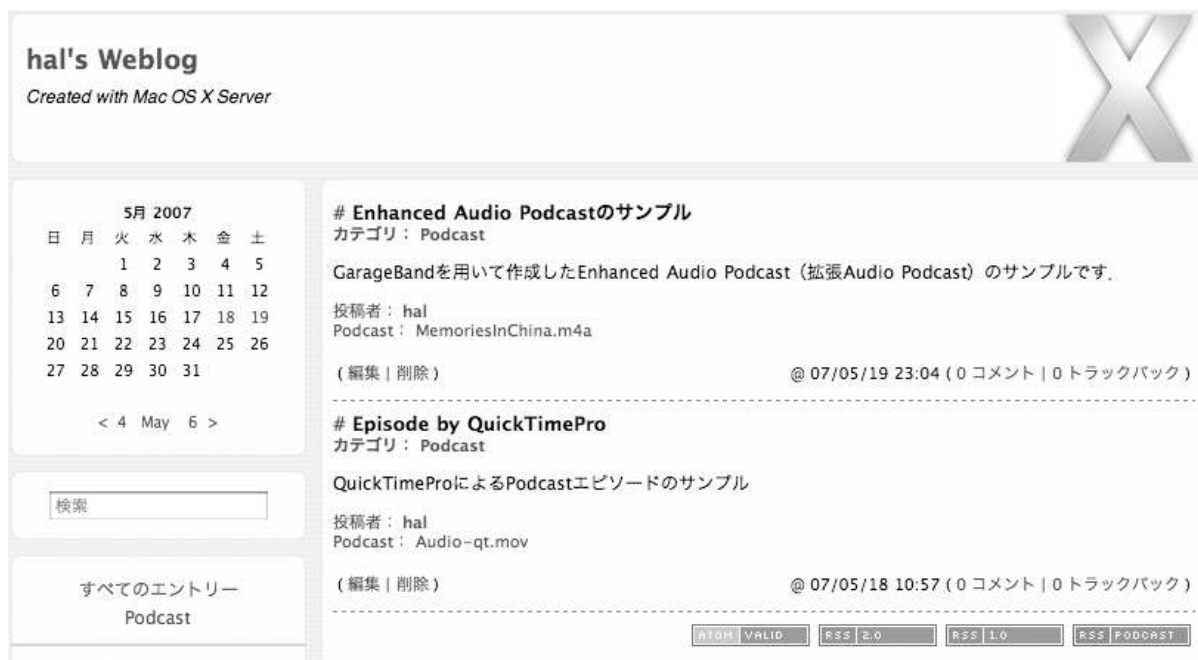 hal's Weblog
Created with Mac OS X Server
X
5月 2007
日 月 火 水 木 金 土
1 2 3 4 5
6 7 8 9 10 11 12
13 14 15 16 17 18 19
20 21 22 23 24 25 26
27 28 29 30 31
< 4 May 6 >
検索
すべてのエントリー
Podcast
# Enhanced Audio Podcastのサンプル
カテゴリ： Podcast
GarageBandを用いて作成したEnhanced Audio Podcast（拡張Audio Podcast）のサンプルです．
投稿者： hal
Podcast： MemoriesInChina.m4a
( 編集 | 削除 ) @ 07/05/19 23:04 ( 0 コメント | 0 トラックバック )
# Episode by QuickTimePro
カテゴリ： Podcast
QuickTimeProによるPodcastエピソードのサンプル
投稿者： hal
Podcast： Audio-qt.mov
( 編集 | 削除 ) @ 07/05/18 10:57 ( 0 コメント | 0 トラックバック )
ATOM VALID RSS 2.0 RSS 1.0 RSS PODCAST